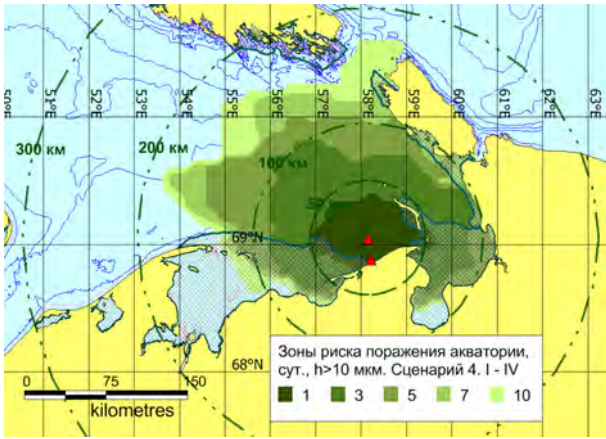 50°E
51°E
52°E
53°E
54°E
55°E
56°E
57°E
58°E
59°E
60°E
61°E
62°E
63°E
300 км
200 км
100 км
50
69°N
68°N
Зоны риска поражения акватории,
сут., h>10 мкм. Сценарий 4. I - IV
1 3 5 7 10
0 75 150
kilometres